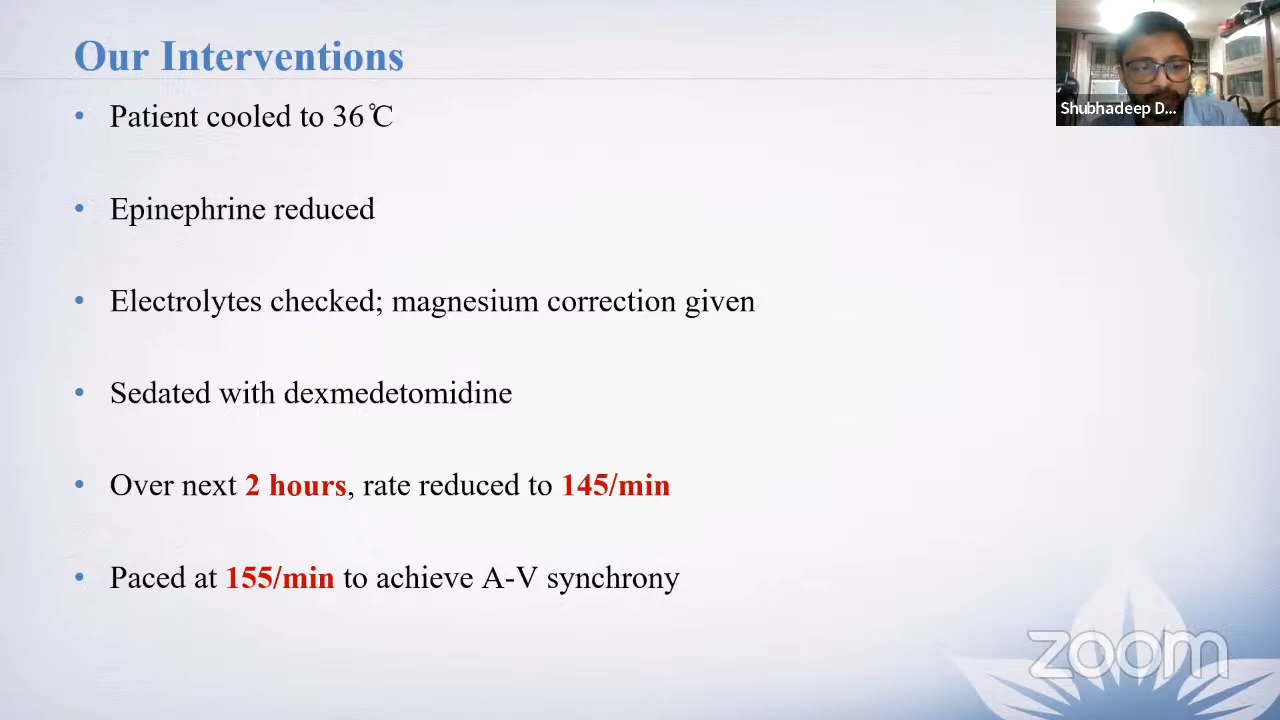 Our Interventions
• Patient cooled to 36℃
• Epinephrine reduced
• Electrolytes checked; magnesium correction given
• Sedated with dexmedetomidine
• Over next 2 hours, rate reduced to 145/min
• Paced at 155/min to achieve A-V synchrony
Shubhadeep D...
zoom